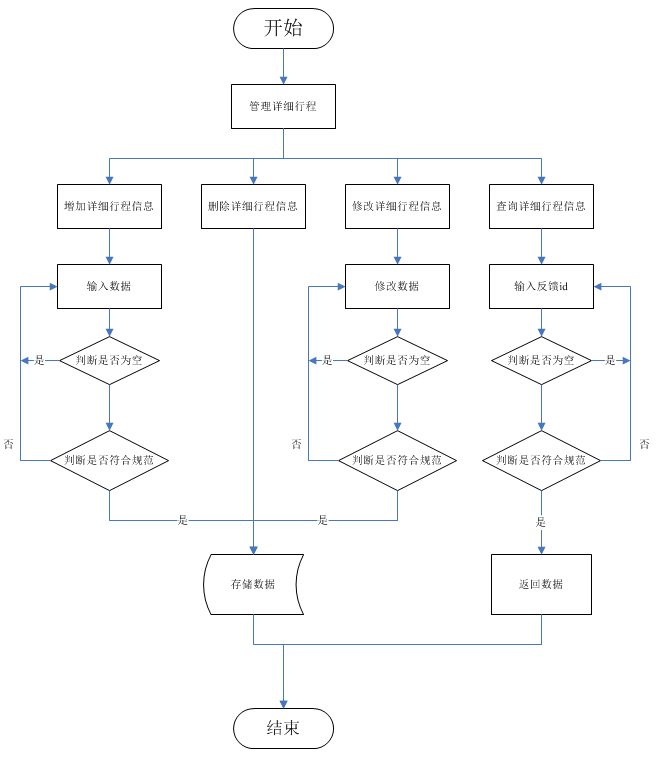 开始
管理详细行程
增加详细行程信息
删除详细行程信息
修改详细行程信息
查询详细行程信息
输入数据
修改数据
输入反馈id
判断是否为空
是
判断是否为空
是
判断是否为空
是
否
否
否
判断是否符合规范
判断是否符合规范
判断是否符合规范
是
是
是
存储数据
返回数据
结束